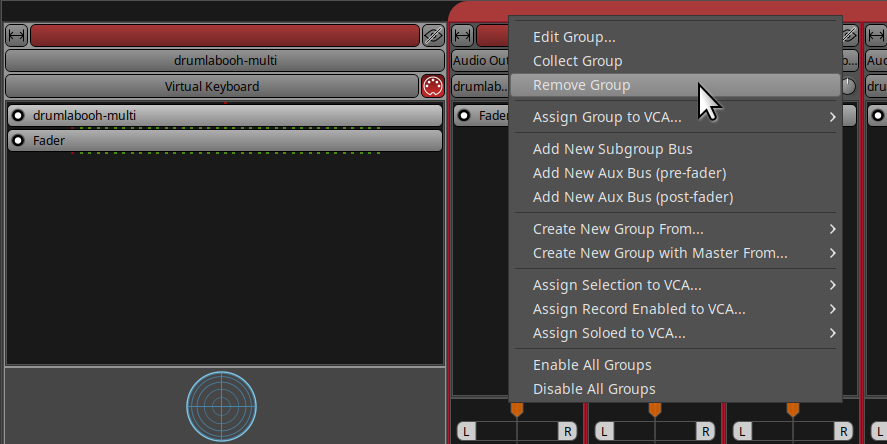 drumlabooh-multi
Virtual Keyboard
drumlabooh-multi
Fader
Audio Out
drumlab..
Fader
Edit Group...
Collect Group
Remove Group
Assign Group to VCA...
Add New Subgroup Bus
Add New Aux Bus (pre-fader)
Add New Aux Bus (post-fader)
Create New Group From...
Create New Group with Master From...
Assign Selection to VCA...
Assign Record Enabled to VCA...
Assign Soloed to VCA...
Enable All Groups
Disable All Groups
L R L R L R L